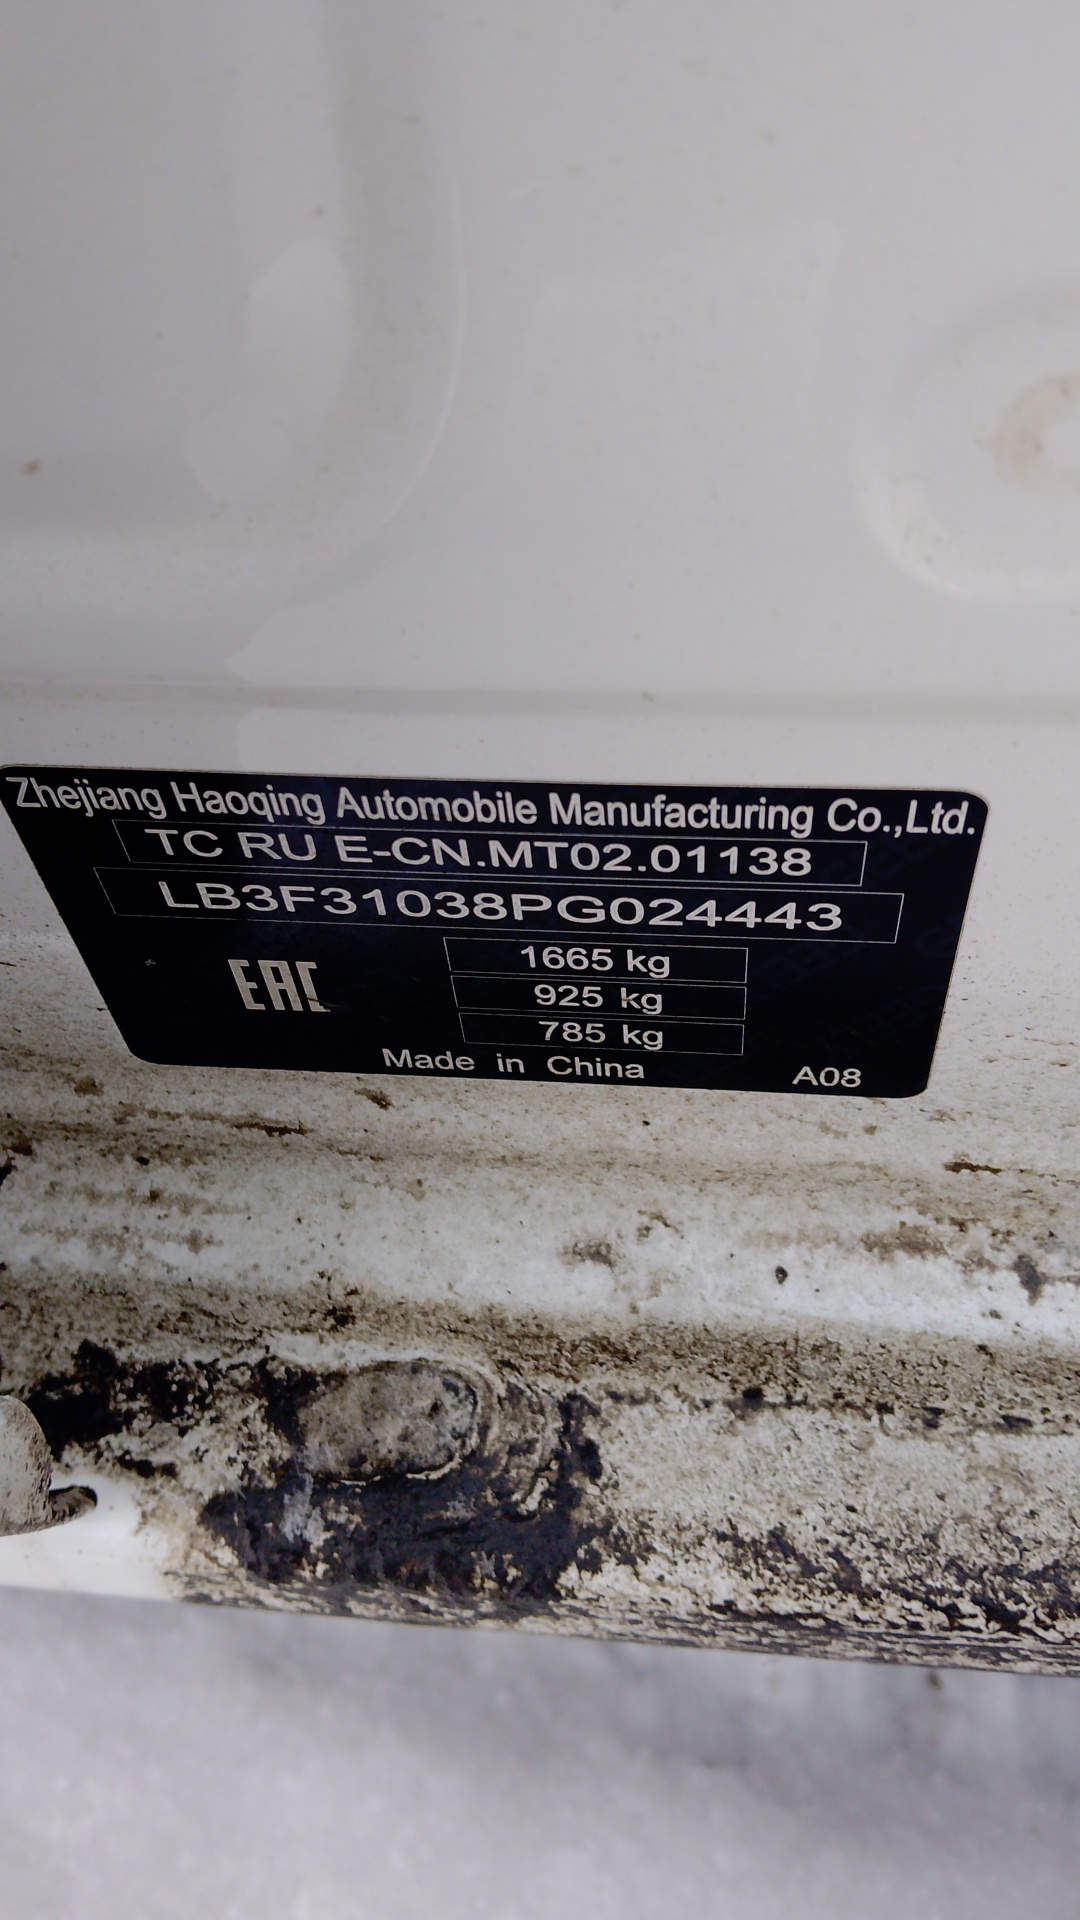 Zhejiang Haoqing Automobile Manufacturing Co.,Ltd.
TC RU E-CN.MT02.01138
LB3F31038PG024443
EAC
1665 kg
925 kg
785 kg
Made in China
A08